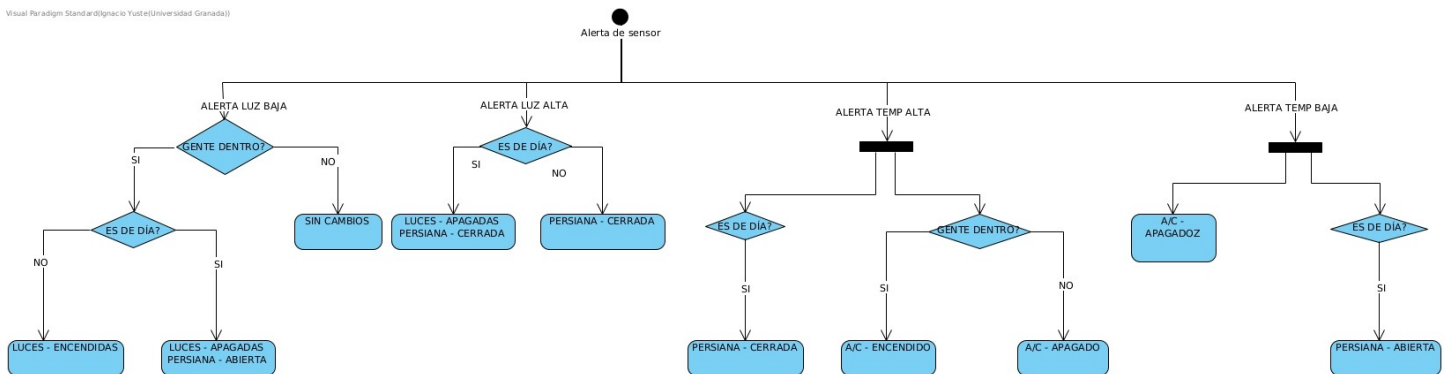 Visual Paradigm Standard(Ignacio Yuste(Universidad Granada))
Alerta de sensor
ALERTA LUZ BAJA
ALERTA LUZ ALTA
ALERTA TEMP ALTA
ALERTA TEMP BAJA
GENTE DENTRO?
ES DE DÍA?
SI
NO
SI
NO
ES DE DÍA?
SIN CAMBIOS
LUCES - APAGADAS
PERSIANA - CERRADA
PERSIANA - CERRADA
ES DE DÍA?
GENTE DENTRO?
A/C -
APAGADOZ
ES DE DÍA?
NO
SI
SI
SI
NO
SI
LUCES - ENCENDIDAS
LUCES - APAGADAS
PERSIANA - ABIERTA
PERSIANA - CERRADA
A/C - ENCENDIDO
A/C - APAGADO
PERSIANA - ABIERTA